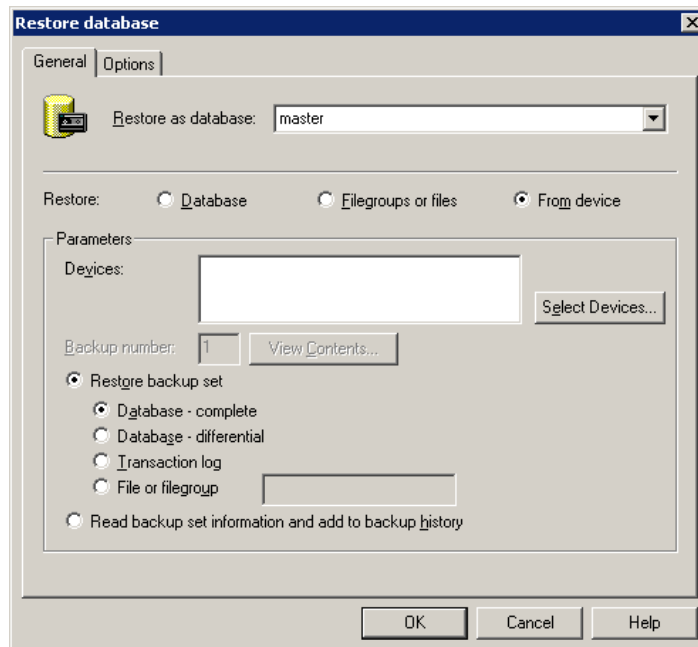 Restore database
General Options
Restore as database: master
Restore: Database Filegroups or files From device
Parameters
Devices:
Select Devices...
Backup number: 1 View Contents...
Restore backup set
Database - complete
Database - differential
Transaction log
File or filegroup
Read backup set information and add to backup history
OK Cancel Help